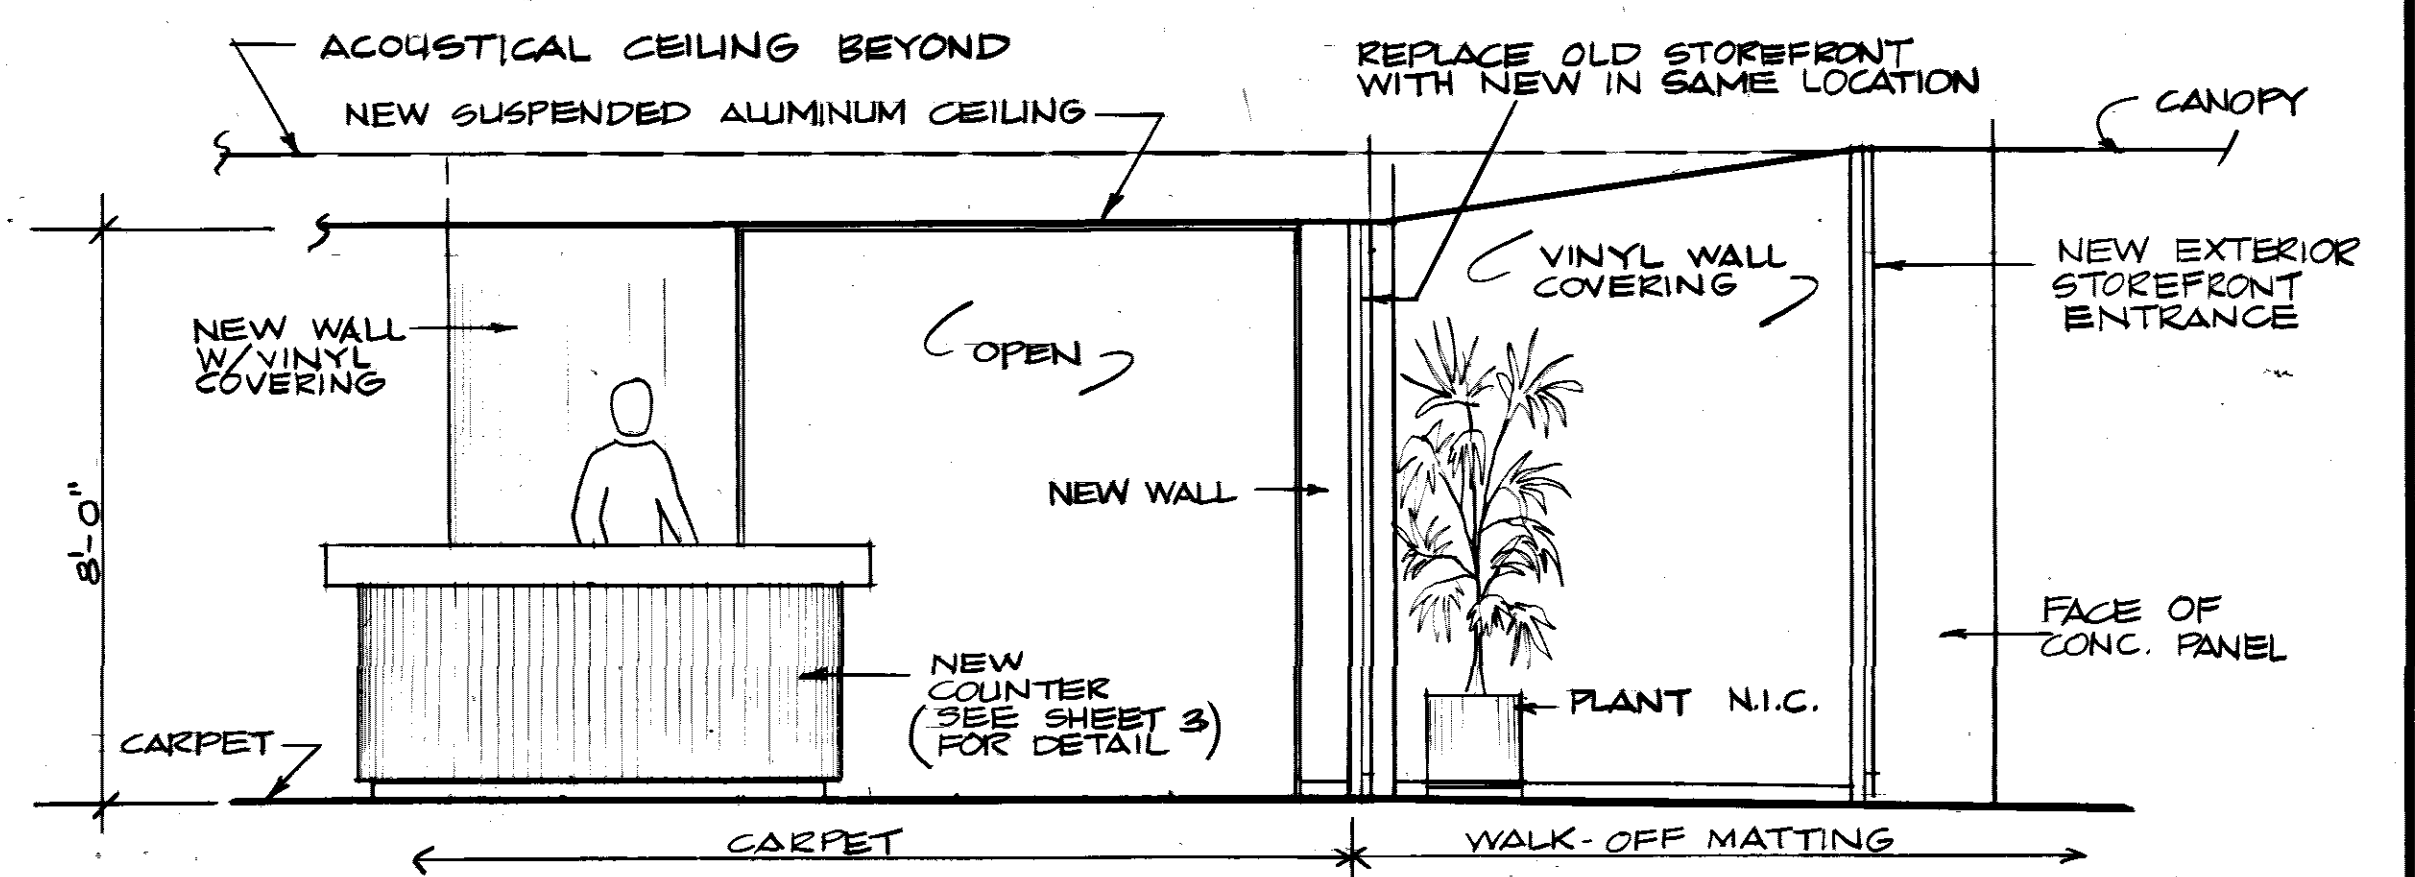 ACOUSTICAL CEILING BEYOND
NEW SUSPENDED ALUMINUM CEILING
REPLACE OLD STOREFRONT
WITH NEW IN SAME LOCATION
CANOPY
NEW WALL
W/VINYL
COVERING
OPEN
VINYL WALL
COVERING
NEW EXTERIOR
STOREFRONT
ENTRANCE
8'-0"
NEW WALL
FACE OF
CONC. PANEL
NEW
COUNTER
(SEE SHEET 3
FOR DETAIL)
PLANT N.I.C.
CARPET
CARPET
WALK-OFF MATTING